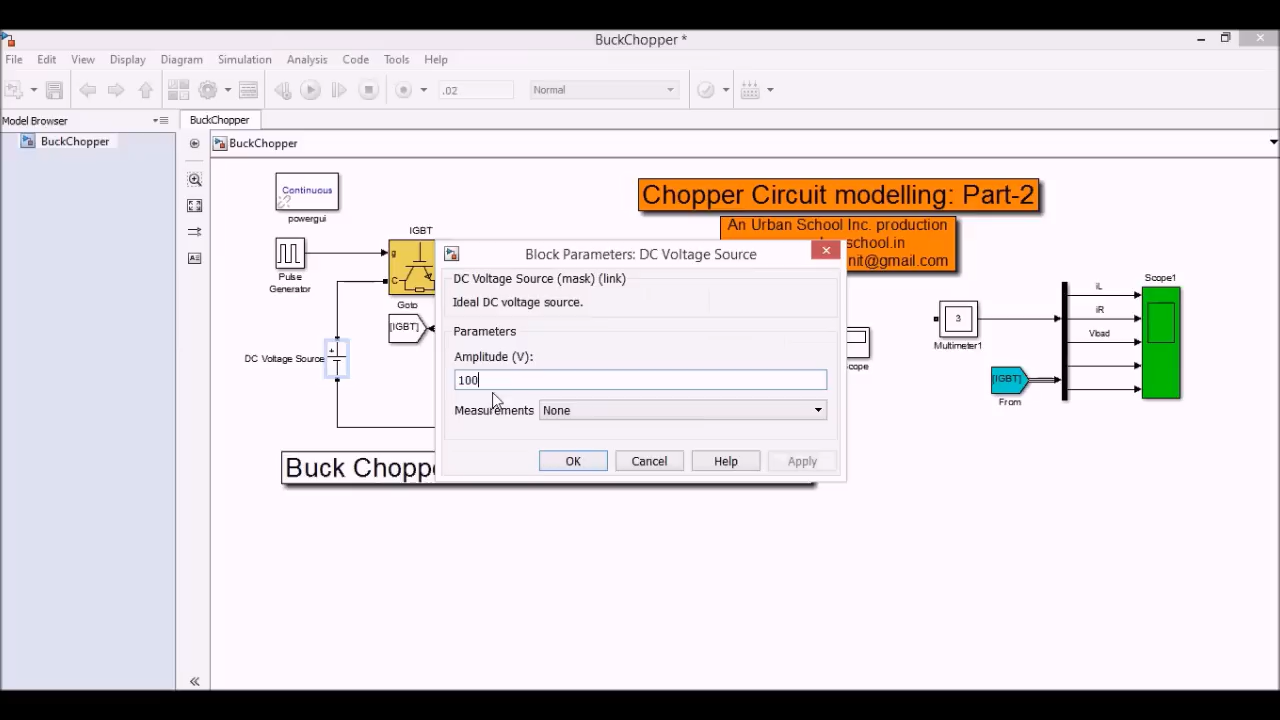 BuckChopper *
File Edit View Display Diagram Simulation Analysis Code Tools Help
.02 Normal
Model Browser
BuckChopper
BuckChopper
BuckChopper
Continuous
powergui
Chopper Circuit modelling: Part-2
An Urban School Inc. production
school.in
nit@gmail.com
IGBT
g
C
Pulse
Generator
Goto
[IGBT]
DC Voltage Source
+
Buck Chopp
Block Parameters: DC Voltage Source
DC Voltage Source (mask) (link)
Ideal DC voltage source.
Parameters
Amplitude (V):
100
Measurements None
OK Cancel Help Apply
3
Multimeter1
[IGBT]
From
iL
iR
Vload
Scope1